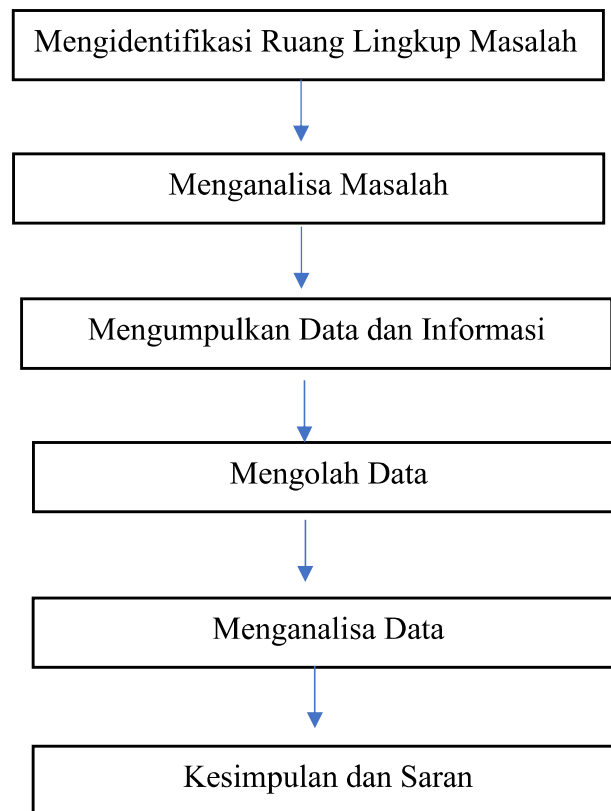 Mengidentifikasi Ruang Lingkup Masalah
Menganalisa Masalah
Mengumpulkan Data dan Informasi
Mengolah Data
Menganalisa Data
Kesimpulan dan Saran